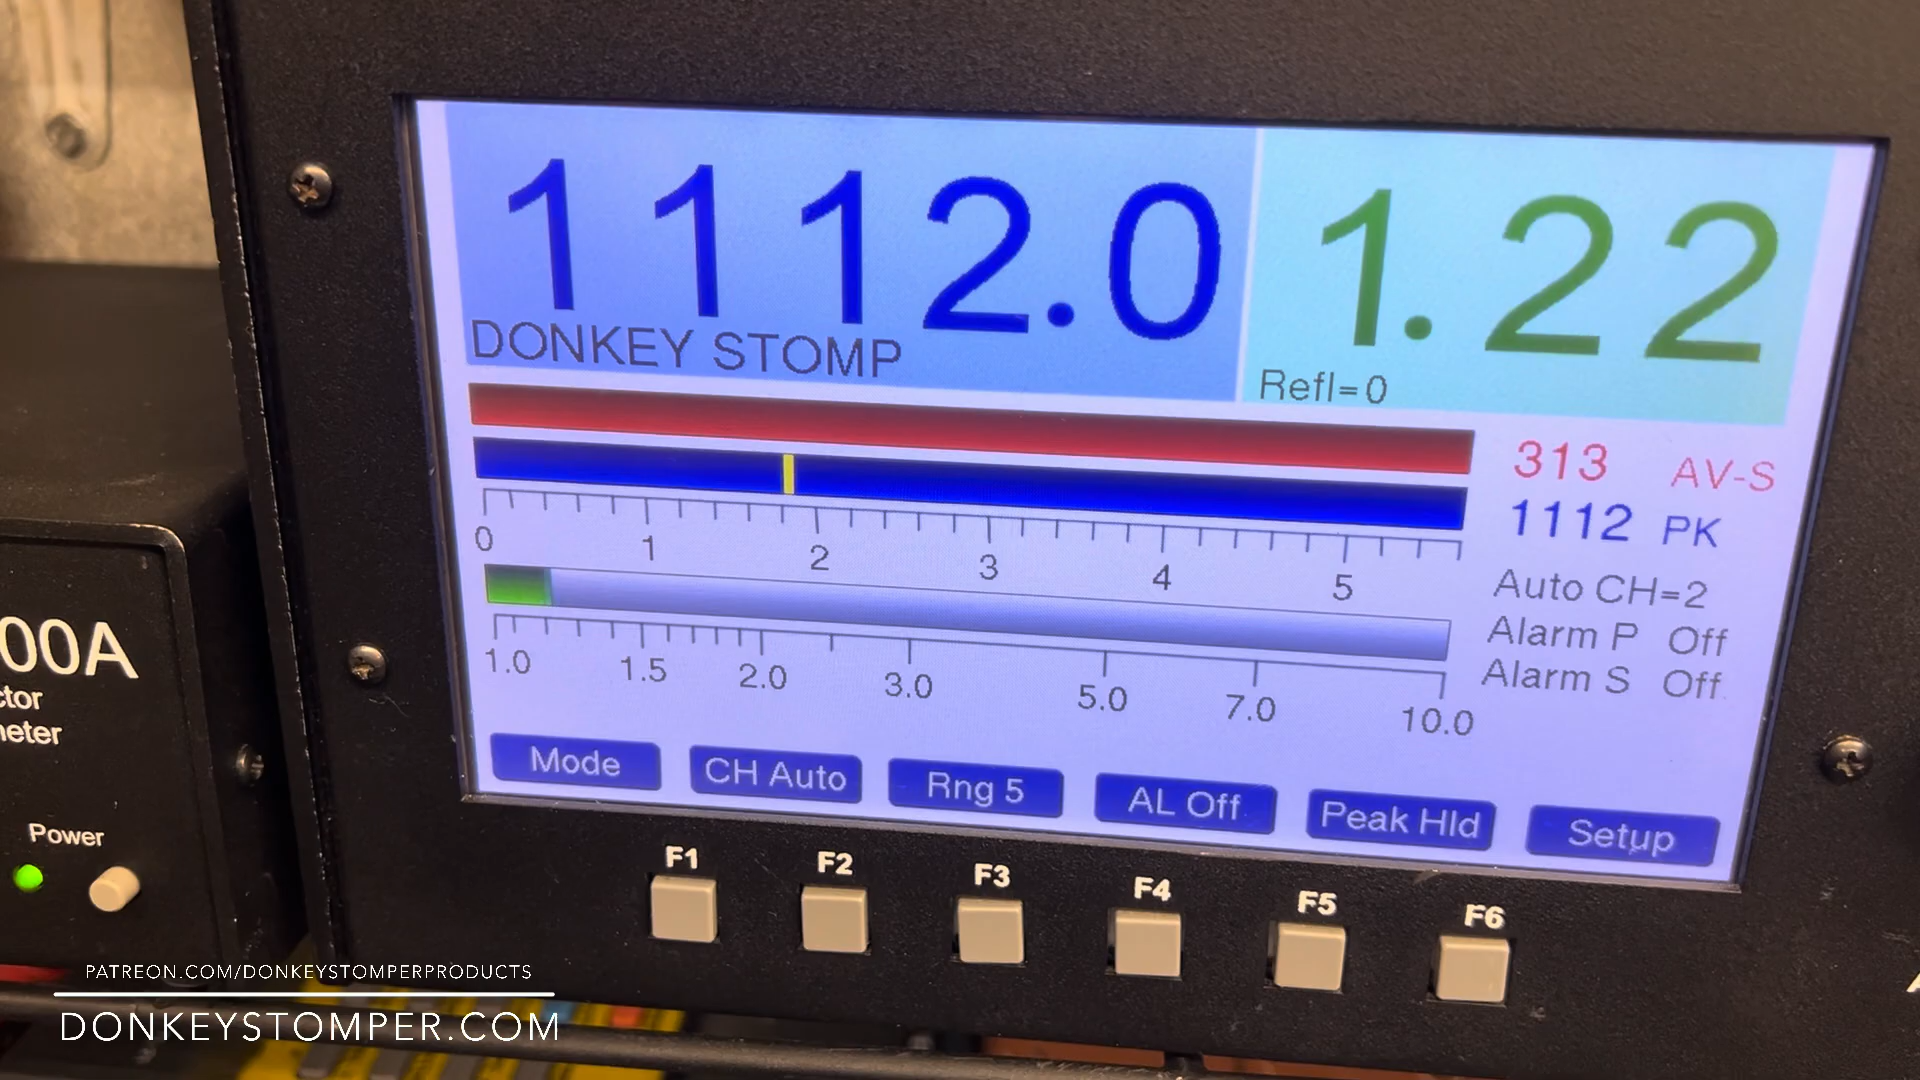 1112.0
DONKEY STOMP
1.22
Refl=0
313 AV-S
1112 PK
0 1 2 3 4 5
Auto CH=2
Alarm P Off
Alarm S Off
1.0 1.5 2.0 3.0 5.0 7.0 10.0
Mode CH Auto Rng 5 AL Off Peak Hld Setup
F1 F2 F3 F4 F5 F6
00A
ctor
meter
Power
PATREON.COM/DONKEYSTOMPERPRODUCTS
DONKEYSTOMPER.COM